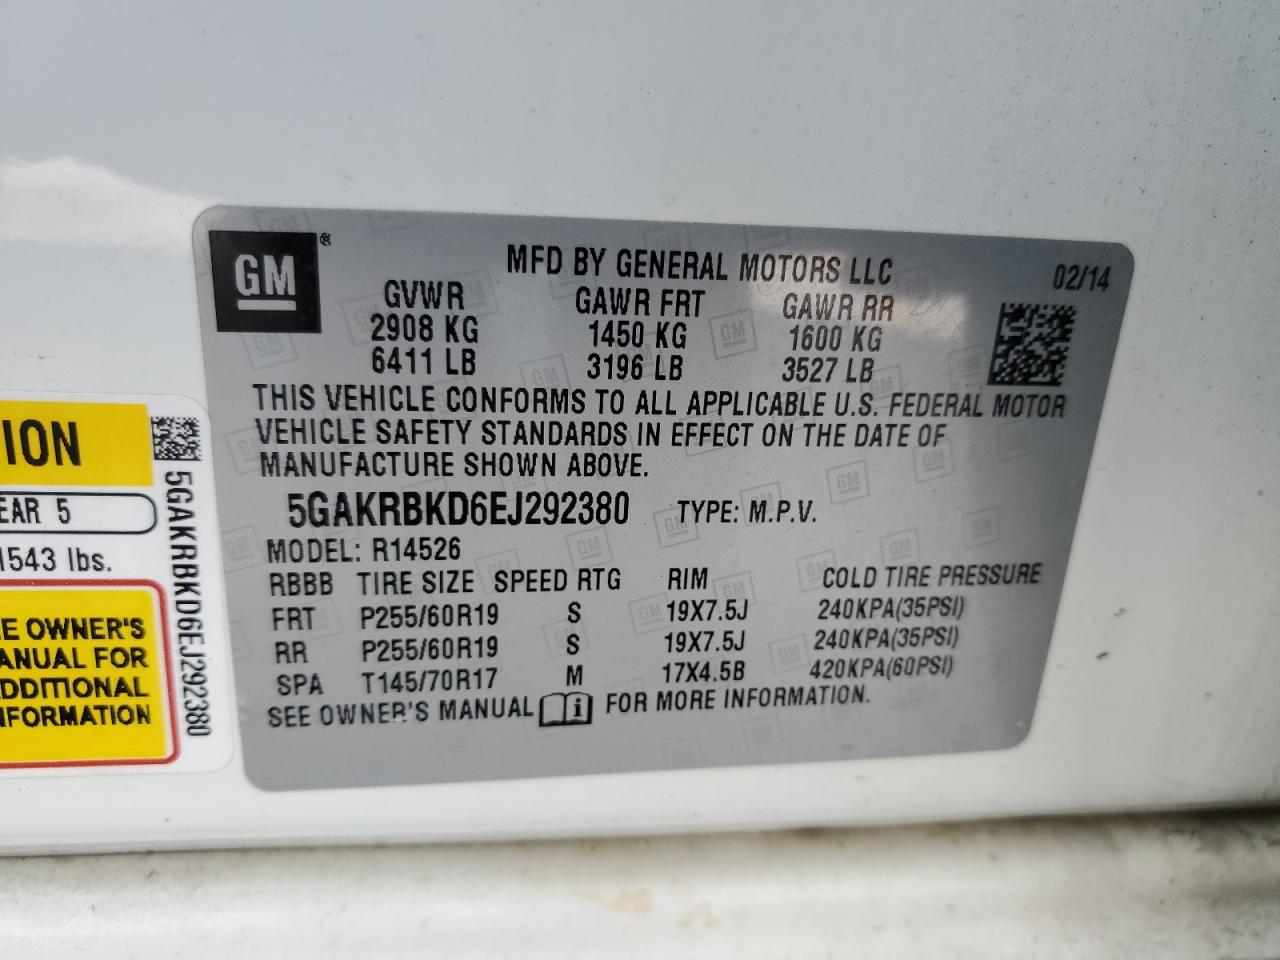 GM ®
MFD BY GENERAL MOTORS LLC 02/14
GVWR GAWR FRT GAWR RR
2908 KG 1450 KG 1600 KG
6411 LB 3196 LB 3527 LB
THIS VEHICLE CONFORMS TO ALL APPLICABLE U.S. FEDERAL MOTOR
VEHICLE SAFETY STANDARDS IN EFFECT ON THE DATE OF
MANUFACTURE SHOWN ABOVE.
5GAKRBKD6EJ292380 TYPE: M.P.V.
MODEL: R14526
RBBB TIRE SIZE SPEED RTG RIM COLD TIRE PRESSURE
FRT P255/60R19 S 19X7.5J 240KPA(35PSI)
RR P255/60R19 S 19X7.5J 240KPA(35PSI)
SPA T145/70R17 M 17X4.5B 420KPA(60PSI)
SEE OWNER'S MANUAL i FOR MORE INFORMATION.
ION
EAR 5
1543 lbs.
EE OWNER'S
ANUAL FOR
DDITIONAL
NFORMATION
5GAKRBKD6EJ292380